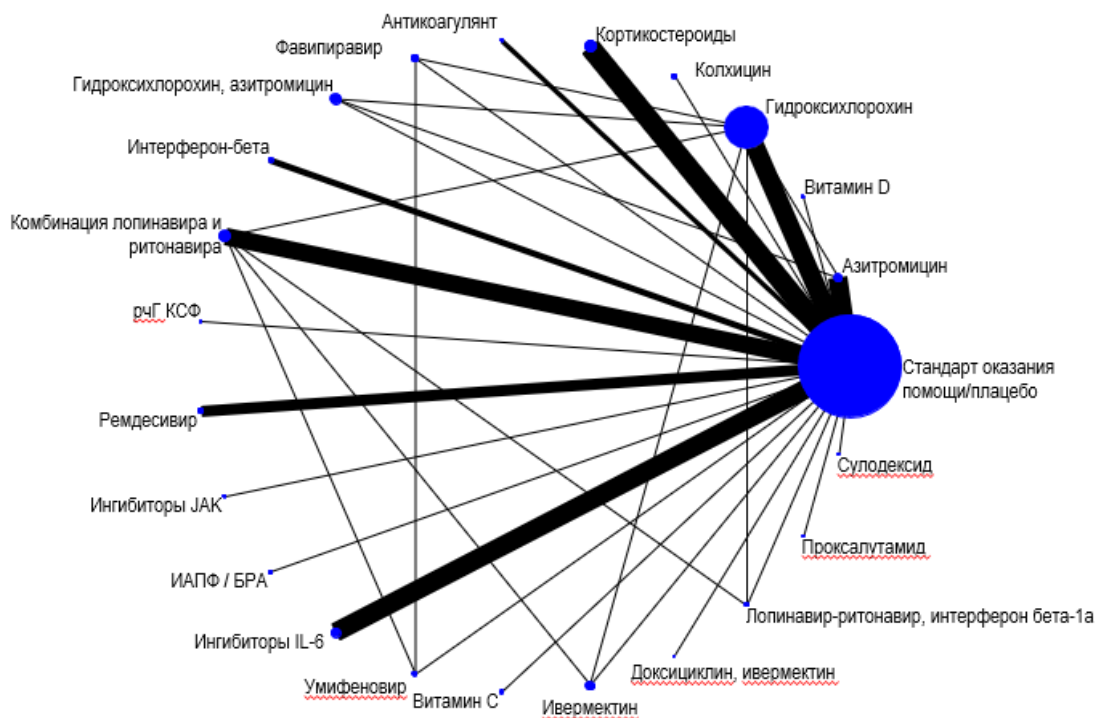 Антикоагулянт
Кортикостероиды
Фавипиравир
Колхицин
Гидроксихлорохин, азитромицин
Гидроксихлорохин
Интерферон-бета
Витамин D
Комбинация лопинавира и
ритонавира
Азитромицин
рчГ КСФ
Стандарт оказания
помощи/плацебо
Ремдесивир
Сулодексид
Ингибиторы JAK
Проксалутамид
ИАПФ / БРА
Лопинавир-ритонавир, интерферон бета-1а
Ингибиторы IL-6
Доксициклин, ивермектин
Умифеновир
Витамин С
Ивермектин